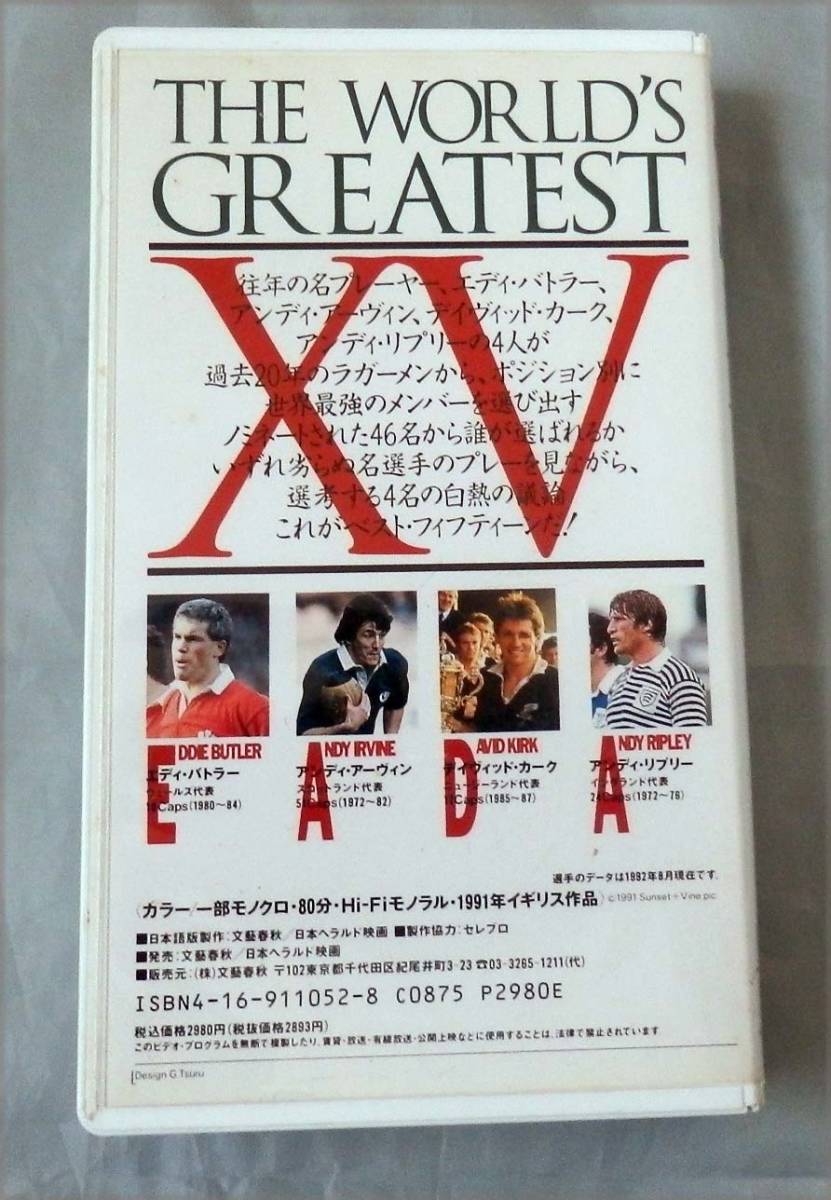 THE WORLD'S
GREATEST
XV
往年の名プレーヤー、エディ・バトラー、
アンディ・アーヴィン、デイヴィッド・カーク、
アンディ・リプリーの4人が
過去20年のラガーメンから、ポジション別に
世界最強のメンバーを選び出す
ノミネートされた46名から誰が選ばれるか
いずれ劣らぬ名選手のプレーを見ながら、
選考する4名の白熱の議論
これがベスト・フィフティーンだ!
EDDIE BUTLER
エディ・バトラー
ウェールズ代表
16Caps(1980〜84)
ANDY IRVINE
アンディ・アーヴィン
スコットランド代表
51Caps(1972〜82)
DAVID KIRK
デイヴィッド・カーク
ニュージーランド代表
17Caps(1985〜87)
ANDY RIPLEY
アンディ・リプリー
イングランド代表
24Caps(1972〜76)
選手のデータは1992年8月現在です.
〈カラー/一部モノクロ・80分・Hi-Fiモノラル・1991年イギリス作品〉 ©1991 Sunset+Vine plc
■日本語版製作:文藝春秋/日本ヘラルド映画 ■製作協力:セレブロ
■発売:文藝春秋/日本ヘラルド映画
■販売元:(株)文藝春秋 〒102東京都千代田区紀尾井町3-23 ☎03-3265-1211(代)
ISBN4-16-911052-8 C0875 P2980E
税込価格2980円(税抜価格2893円)
このビデオ・プログラムを無断で複製したり、賃貸・放送・有線放送・公開上映などに使用することは、法律で禁止されています
Design G.Tsuru